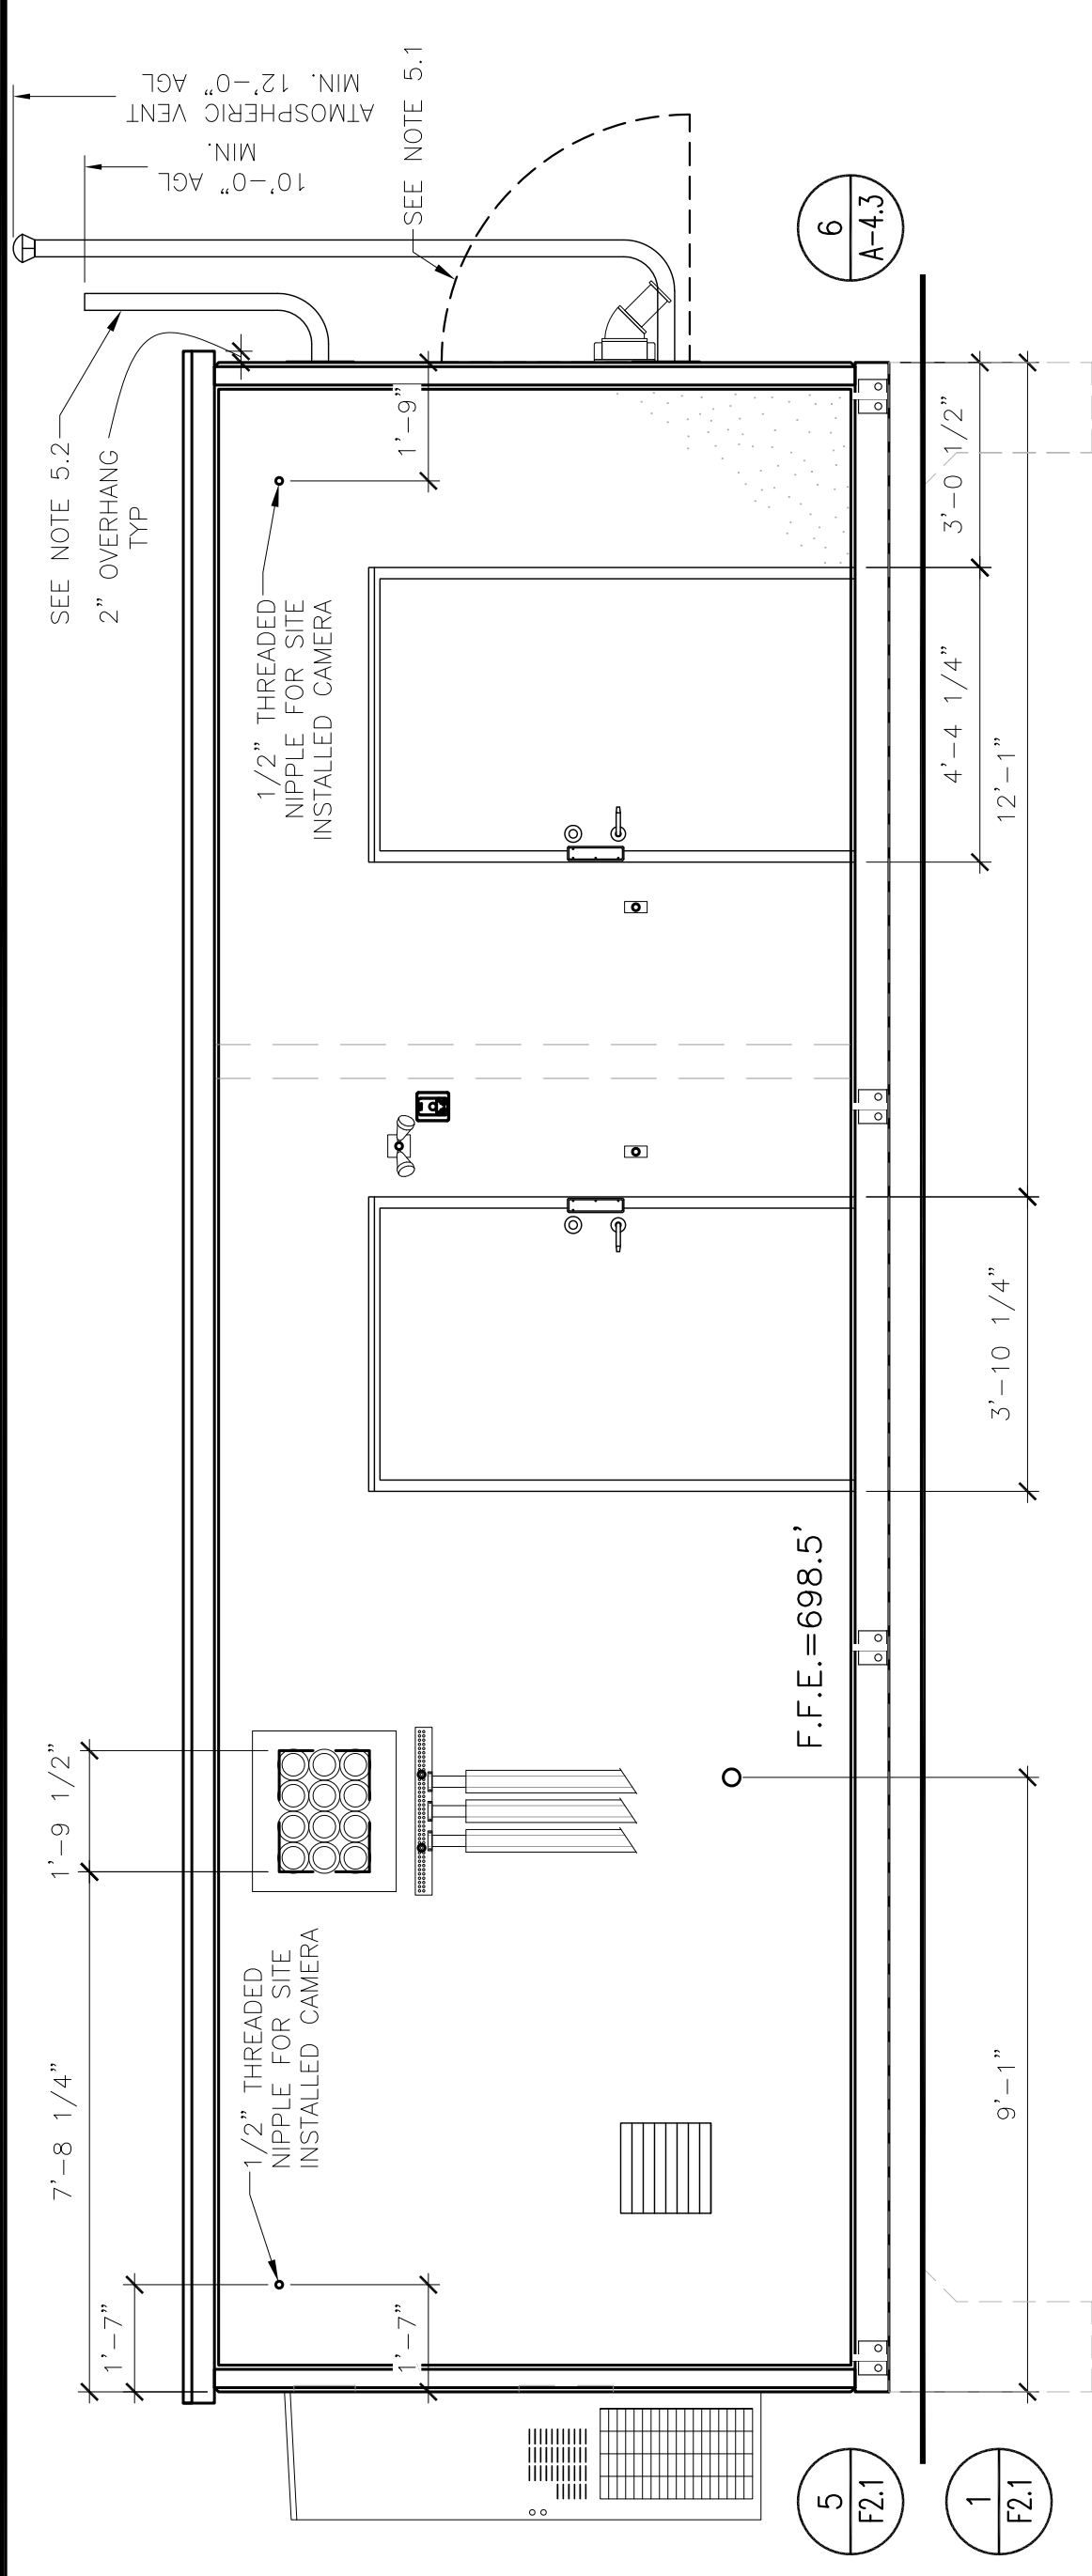 ATMOSPHERIC VENT
MIN. 12'-0" AGL
10'-0" AGL
MIN.
SEE NOTE 5.1
SEE NOTE 5.2
2" OVERHANG
TYP
6
A-4.3
1'-9"
1/2" THREADED
NIPPLE FOR SITE
INSTALLED CAMERA
3'-0 1/2"
4'-4 1/4"
12'-1"
3'-10 1/4"
F.F.E.=698.5'
1'-9 1/2"
7'-8 1/4"
1/2" THREADED
NIPPLE FOR SITE
INSTALLED CAMERA
1'-7"
1'-7"
9'-1"
5
F2.1
1
F2.1